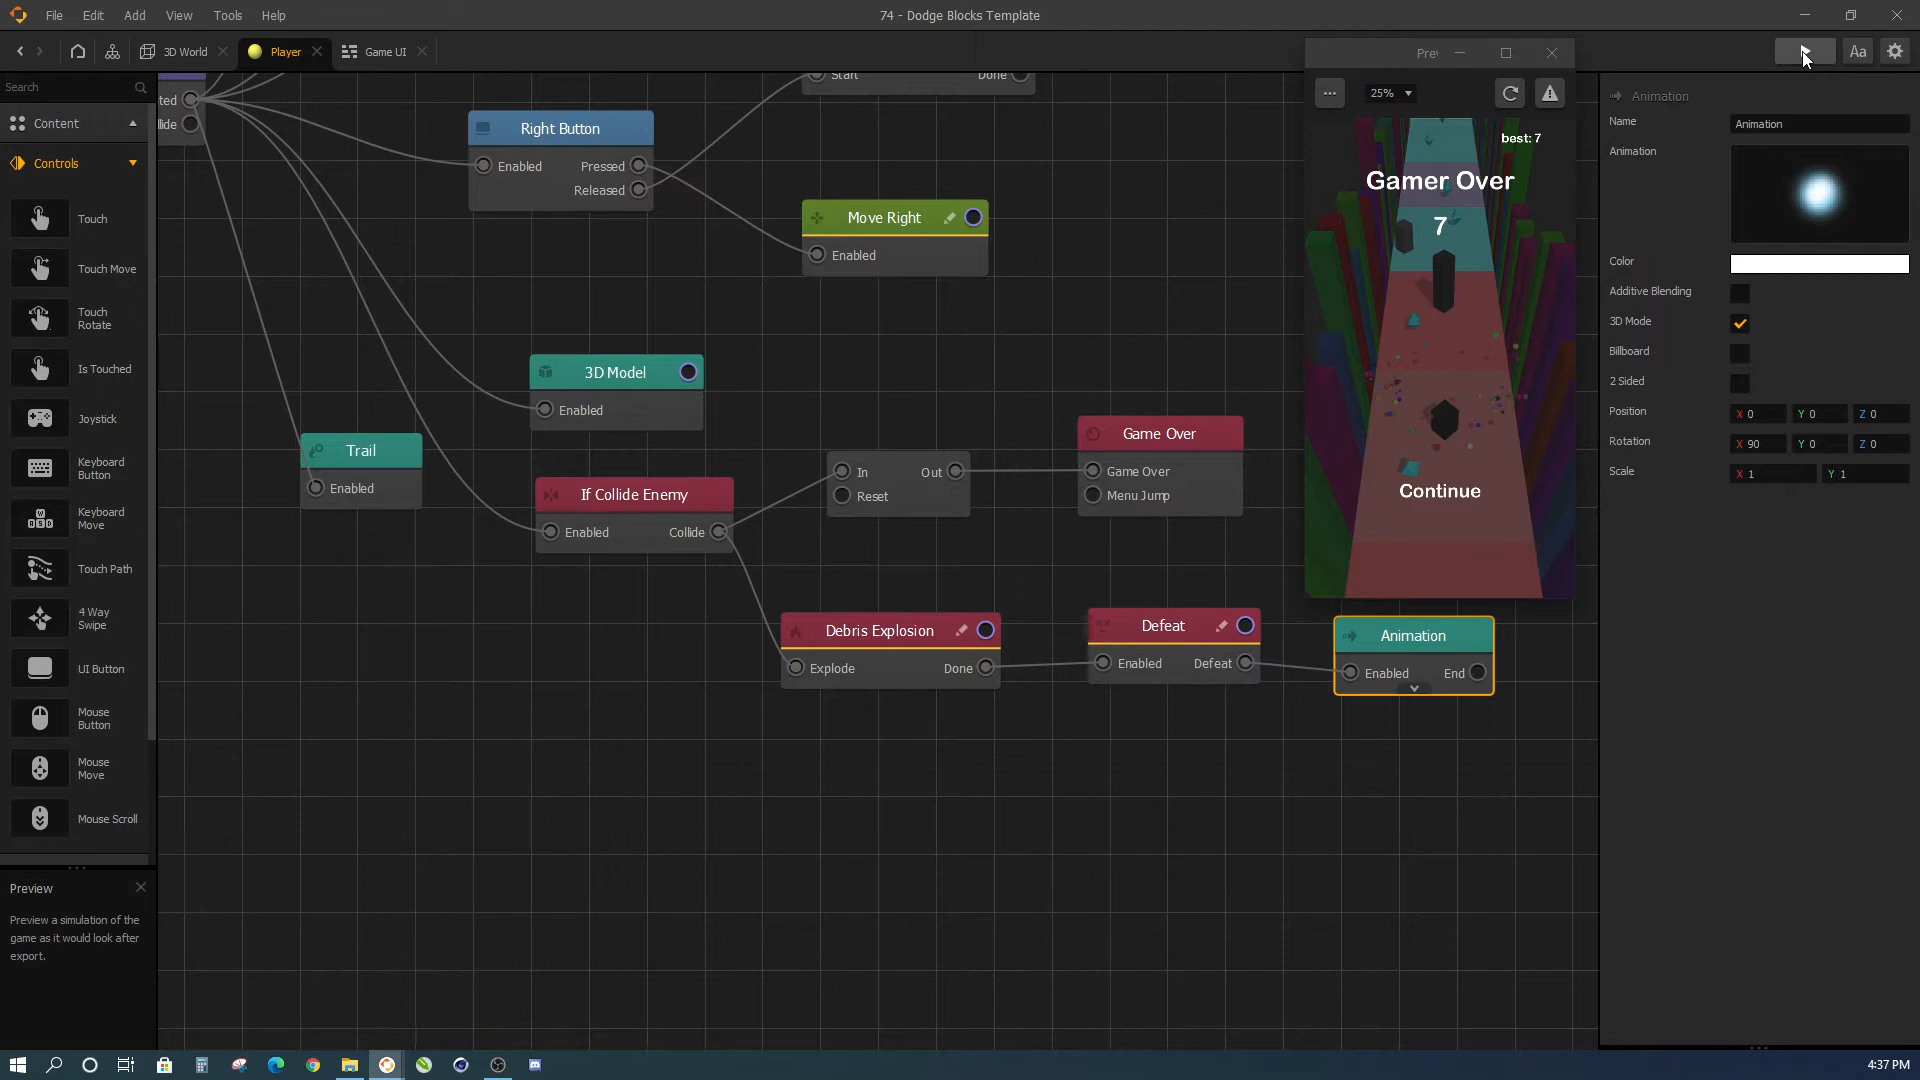 File Edit View Add Tools Help
74 - Dodge Blocks Template
3D World
Player
Game UI
Aa
Search
Content
Controls
Touch
Touch Move
Touch
Rotate
Is Touched
Joystick
Keyboard
Button
Keyboard
Move
Touch Path
4 Way
Swipe
UI Button
Mouse
Button
Mouse
Move
Mouse Scroll
Preview
Preview a simulation of the
game as it would look after
export.
Start Done
Right Button
Enabled Pressed
Released
Move Right
Enabled
3D Model
Enabled
Trail
Enabled
If Collide Enemy
Enabled Collide
In Out
Reset
Game Over
Game Over
Menu Jump
Debris Explosion
Explode Done
Defeat
Enabled Defeat
Animation
Enabled End
25%
best: 7
Gamer Over
7
Continue
Animation
Name Animation
Animation
Color
Additive Blending
3D Mode
Billboard
2 Sided
Position X 0 Y 0 Z 0
Rotation X 90 Y 0 Z 0
Scale X 1 Y 1
4:37 PM